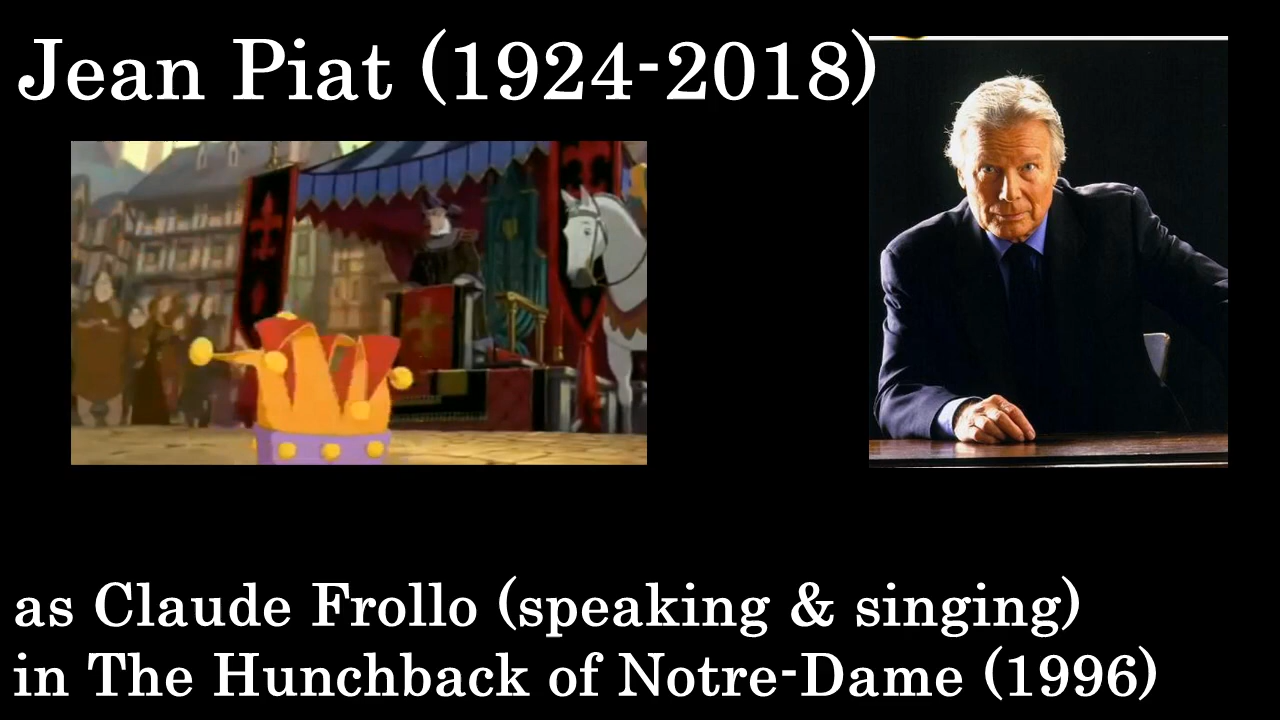 Jean Piat (1924-2018)
as Claude Frollo (speaking & singing)
in The Hunchback of Notre-Dame (1996)